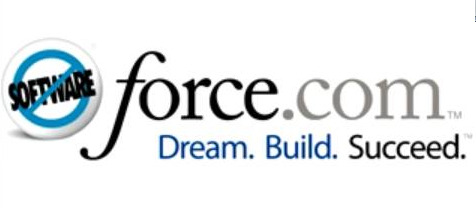 SOFTWARE
force.com™
Dream. Build. Succeed.™